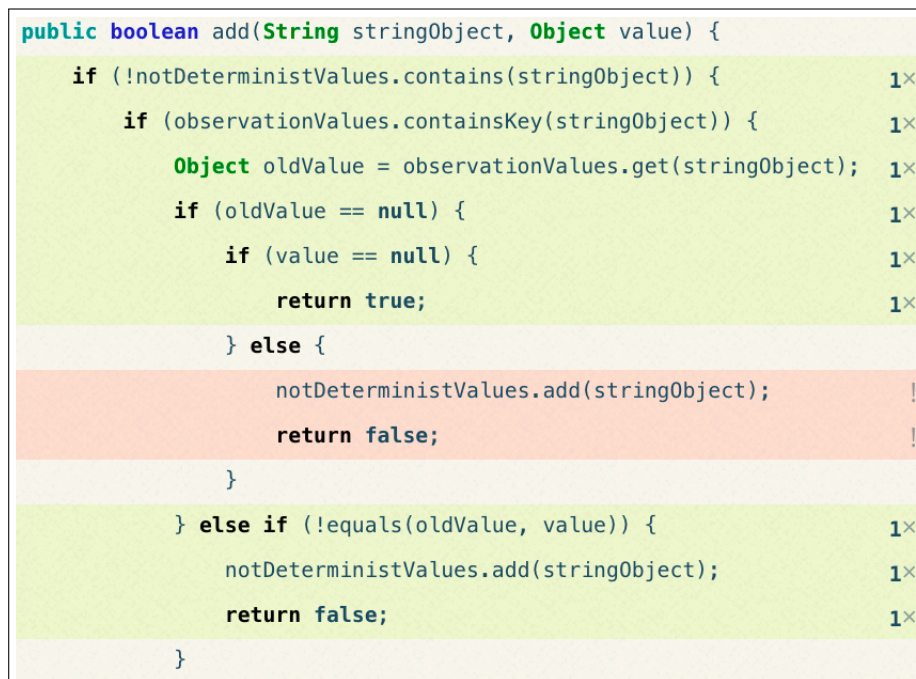 public boolean add(String stringObject, Object value) {
if (!notDeterministValues.contains(stringObject)) { 1×
if (observationValues.containsKey(stringObject)) { 1×
Object oldValue = observationValues.get(stringObject); 1×
if (oldValue == null) { 1×
if (value == null) { 1×
return true; 1×
} else {
notDeterministValues.add(stringObject); !
return false; !
}
} else if (!equals(oldValue, value)) { 1×
notDeterministValues.add(stringObject); 1×
return false; 1×
}